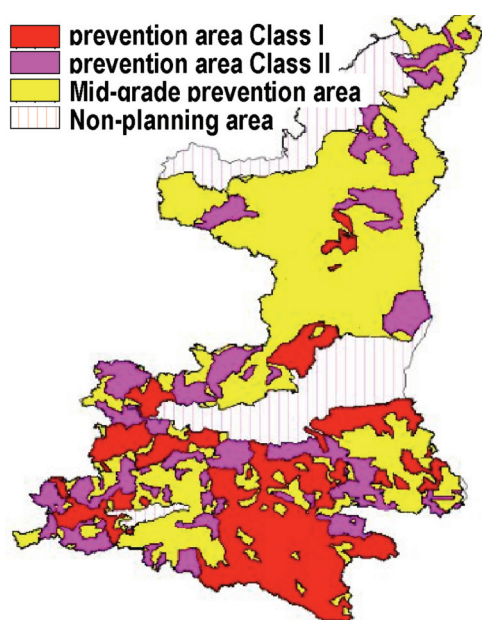 prevention area Class I
prevention area Class II
Mid-grade prevention area
Non-planning area